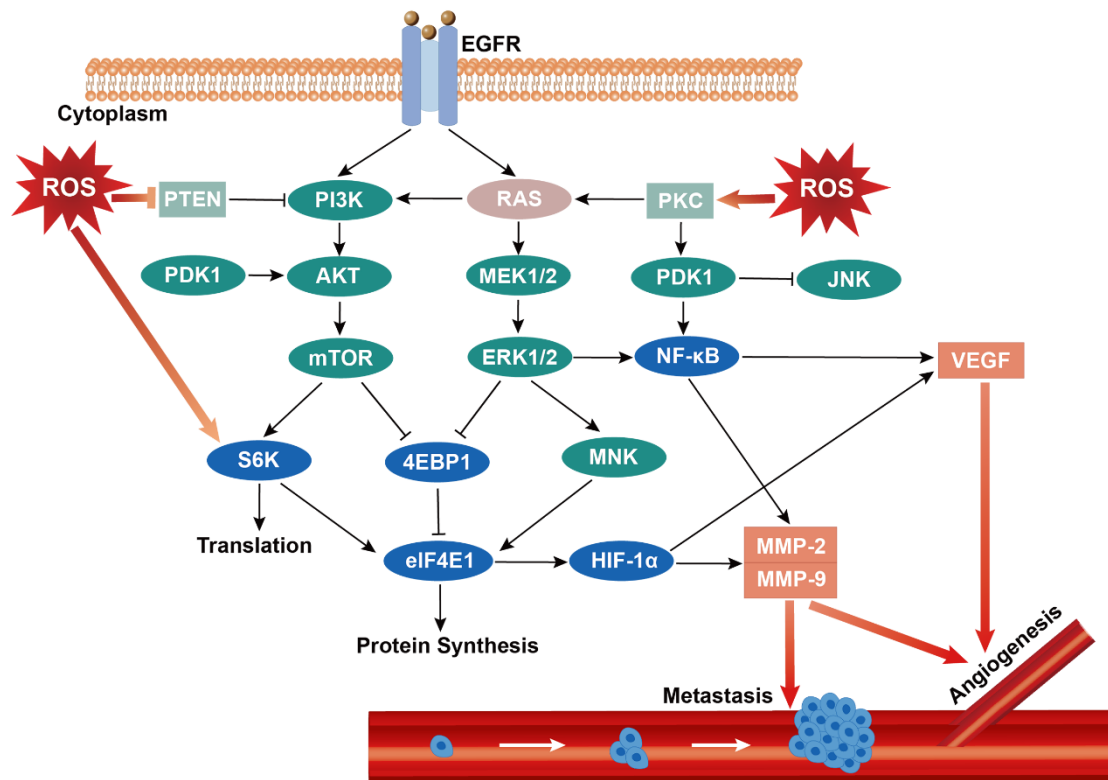 EGFR
Cytoplasm
ROS
PTEN
PI3K
RAS
PKC
ROS
PDK1
AKT
MEK1/2
PDK1
JNK
mTOR
ERK1/2
NF-κB
VEGF
S6K
4EBP1
MNK
Translation
eIF4E1
HIF-1α
MMP-2
MMP-9
Protein Synthesis
Metastasis
Angiogenesis